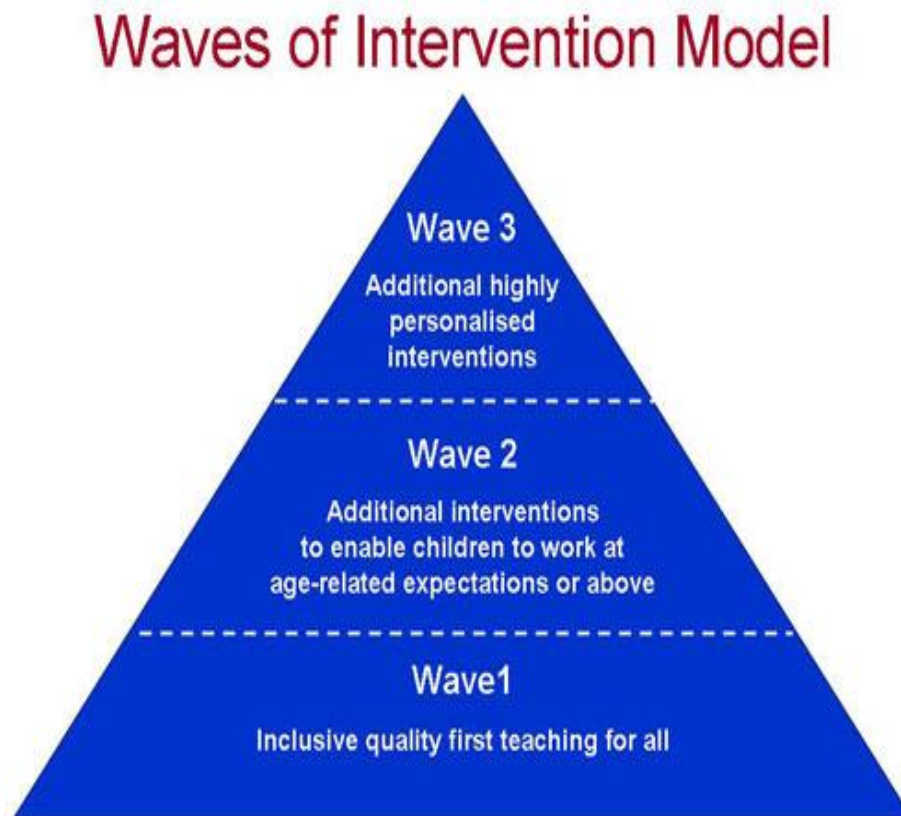 Waves of Intervention Model
Wave 3
Additional highly
personalised
interventions
Wave 2
Additional interventions
to enable children to work at
age-related expectations or above
Wave1
Inclusive quality first teaching for all